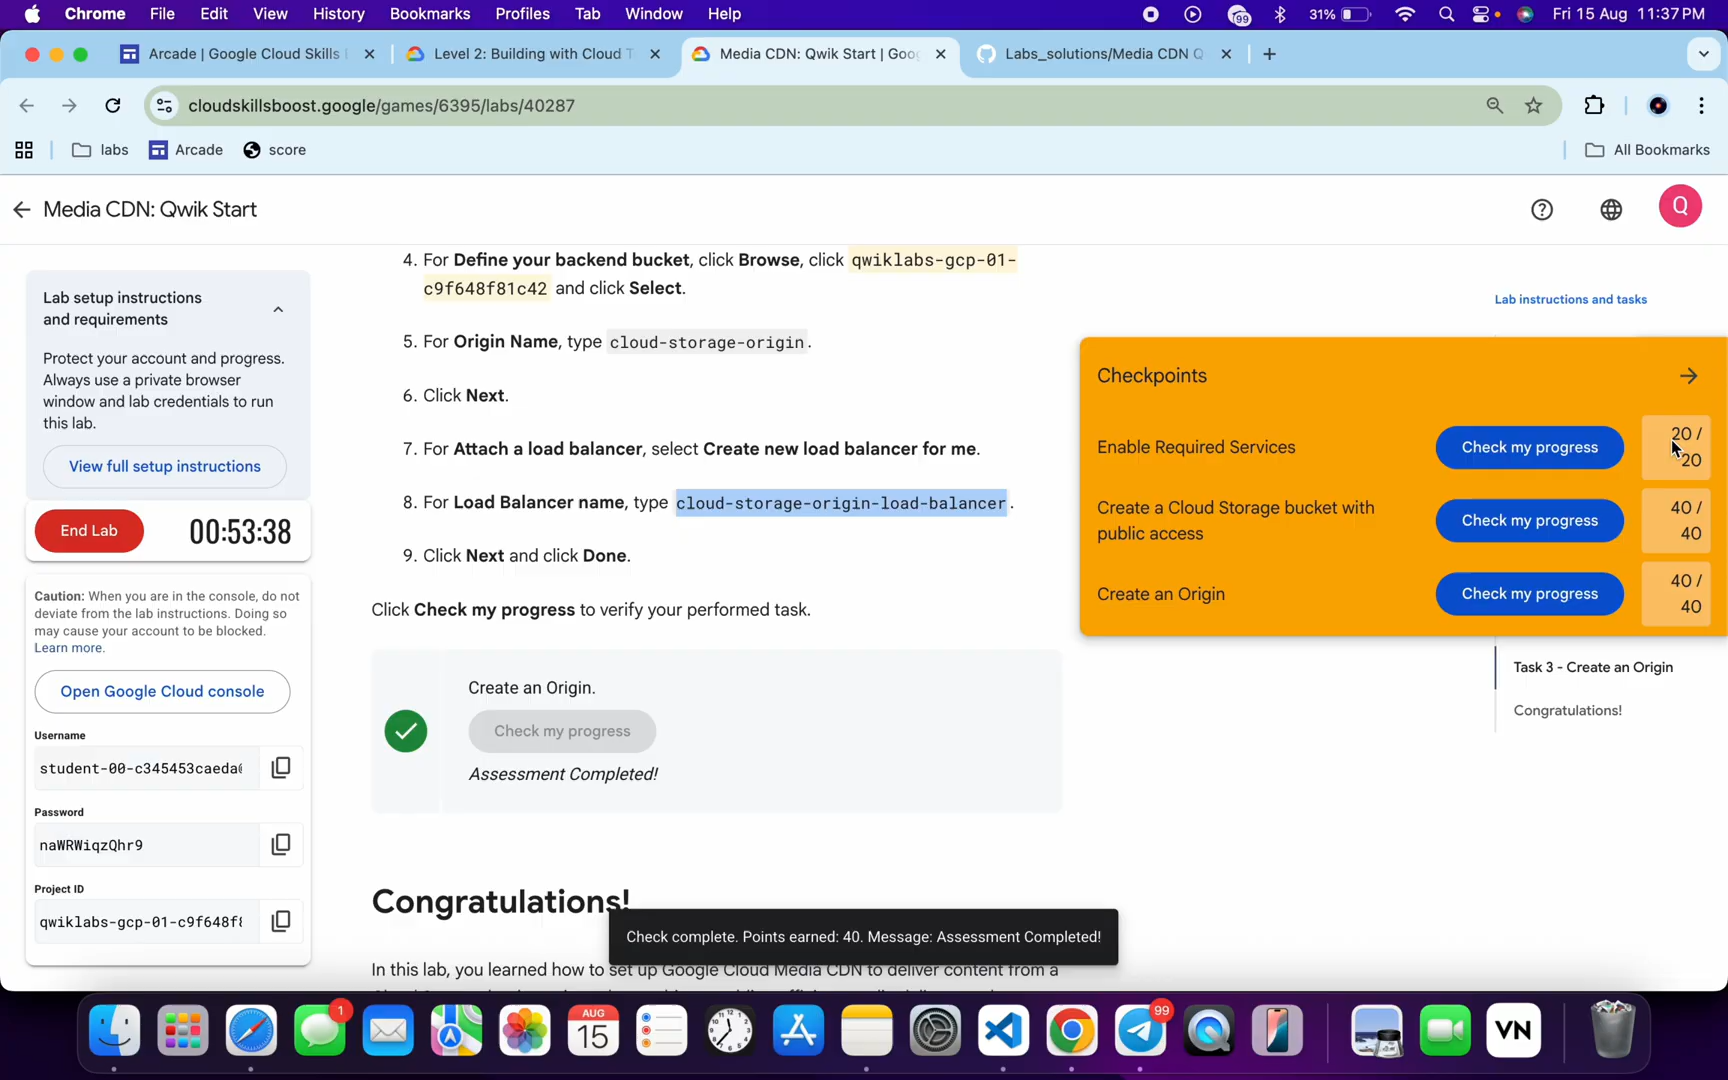 Chrome File Edit View History Bookmarks Profiles Tab Window Help 99 31% Fri 15 Aug 11:37 PM
Arcade | Google Cloud Skills Level 2: Building with Cloud T Media CDN: Qwik Start | Goog Labs_solutions/Media CDN Q
cloudskillsboost.google/games/6395/labs/40287
labs Arcade score All Bookmarks
Media CDN: Qwik Start Q
Lab setup instructions
and requirements
Protect your account and progress.
Always use a private browser
window and lab credentials to run
this lab.
View full setup instructions
End Lab 00:53:38
Caution: When you are in the console, do not
deviate from the lab instructions. Doing so
may cause your account to be blocked.
Learn more.
Open Google Cloud console
Username
student-00-c345453caeda
Password
naWRWiqzQhr9
Project ID
qwiklabs-gcp-01-c9f648f
4. For Define your backend bucket, click Browse, click qwiklabs-gcp-01-
c9f648f81c42 and click Select.
5. For Origin Name, type cloud-storage-origin.
6. Click Next.
7. For Attach a load balancer, select Create new load balancer for me.
8. For Load Balancer name, type cloud-storage-origin-load-balancer.
9. Click Next and click Done.
Click Check my progress to verify your performed task.
Create an Origin.
Check my progress
Assessment Completed!
Congratulations!
Check complete. Points earned: 40. Message: Assessment Completed!
In this lab, you learned how to set up Google Cloud Media CDN to deliver content from a
Lab instructions and tasks
Checkpoints
Enable Required Services Check my progress 20 /
20
Create a Cloud Storage bucket with
public access Check my progress 40 /
40
Create an Origin Check my progress 40 /
40
Task 3 - Create an Origin
Congratulations!
1 AUG
15 99 VN